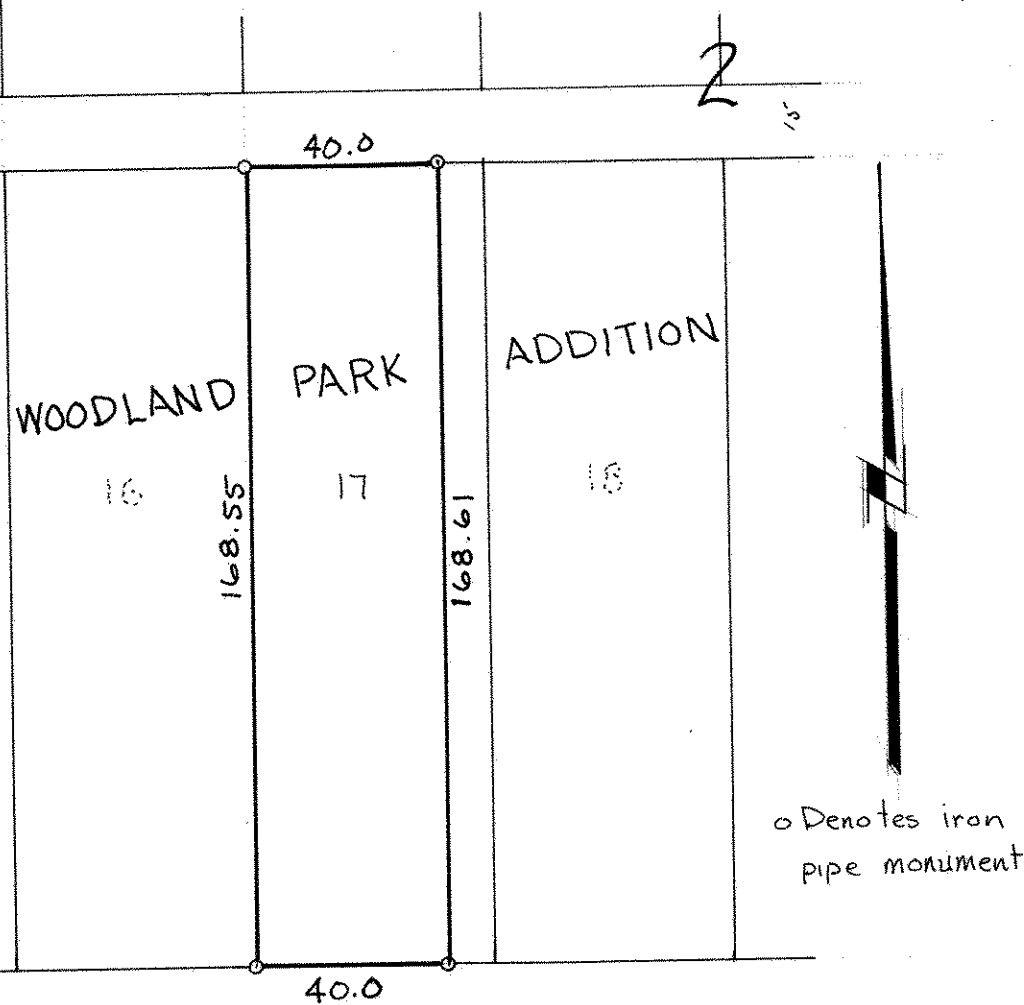 2
15'
40.0
WOODLAND PARK ADDITION
16 17 18
168.55
168.61
o Denotes iron
pipe monument
40.0